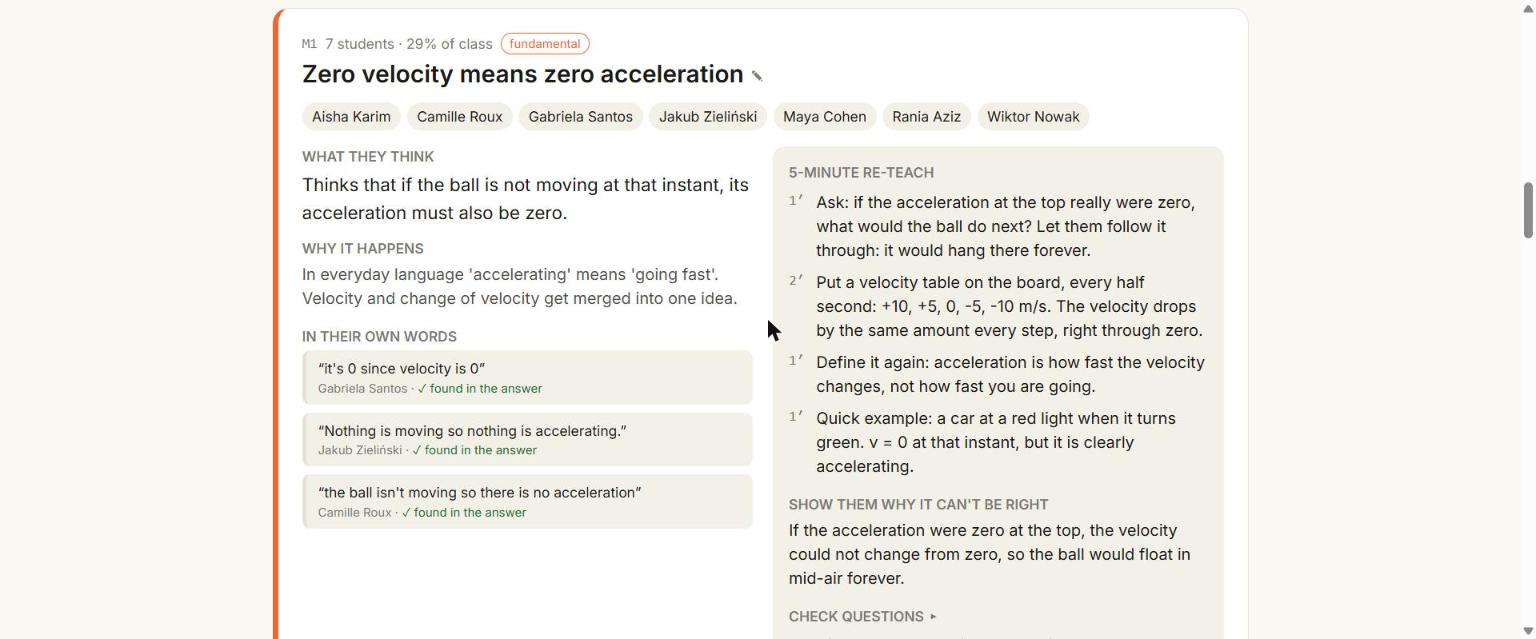 M1 7 students · 29% of class fundamental
Zero velocity means zero acceleration
Aisha Karim Camille Roux Gabriela Santos Jakub Zieliński Maya Cohen Rania Aziz Wiktor Nowak
WHAT THEY THINK
Thinks that if the ball is not moving at that instant, its
acceleration must also be zero.
WHY IT HAPPENS
In everyday language 'accelerating' means 'going fast'.
Velocity and change of velocity get merged into one idea.
IN THEIR OWN WORDS
“it's 0 since velocity is 0”
Gabriela Santos · ✓ found in the answer
“Nothing is moving so nothing is accelerating.”
Jakub Zieliński · ✓ found in the answer
“the ball isn't moving so there is no acceleration”
Camille Roux · ✓ found in the answer
5-MINUTE RE-TEACH
1′ Ask: if the acceleration at the top really were zero,
what would the ball do next? Let them follow it
through: it would hang there forever.
2′ Put a velocity table on the board, every half
second: +10, +5, 0, -5, -10 m/s. The velocity drops
by the same amount every step, right through zero.
1′ Define it again: acceleration is how fast the velocity
changes, not how fast you are going.
1′ Quick example: a car at a red light when it turns
green. v = 0 at that instant, but it is clearly
accelerating.
SHOW THEM WHY IT CAN'T BE RIGHT
If the acceleration were zero at the top, the velocity
could not change from zero, so the ball would float in
mid-air forever.
CHECK QUESTIONS ▸